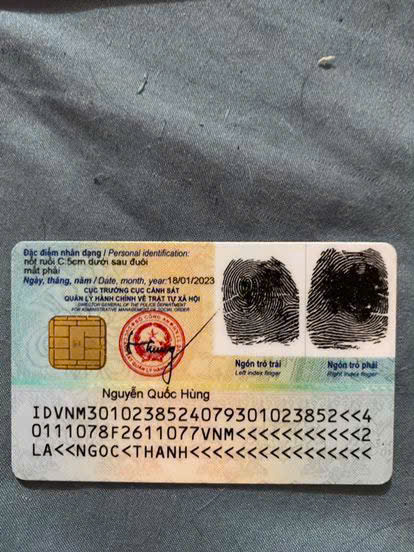 Đặc điểm nhân dạng / Personal identification:
nốt ruồi C:5cm dưới sau đuôi
mắt phải
Ngày, tháng, năm / Date, month, year: 18/01/2023
CỤC TRƯỞNG CỤC CẢNH SÁT
QUẢN LÝ HÀNH CHÍNH VỀ TRẬT TỰ XÃ HỘI
DIRECTOR GENERAL OF THE POLICE DEPARTMENT
FOR ADMINISTRATIVE MANAGEMENT OF SOCIAL ORDER
Ngón trỏ trái
Left index finger
Ngón trỏ phải
Right index finger
Nguyễn Quốc Hùng
IDVNM3010238524079301023852<<4
0111078F2611077VNM<<<<<<<<<<<2
LA<<NGOC<THANH<<<<<<<<<<<<<<<<